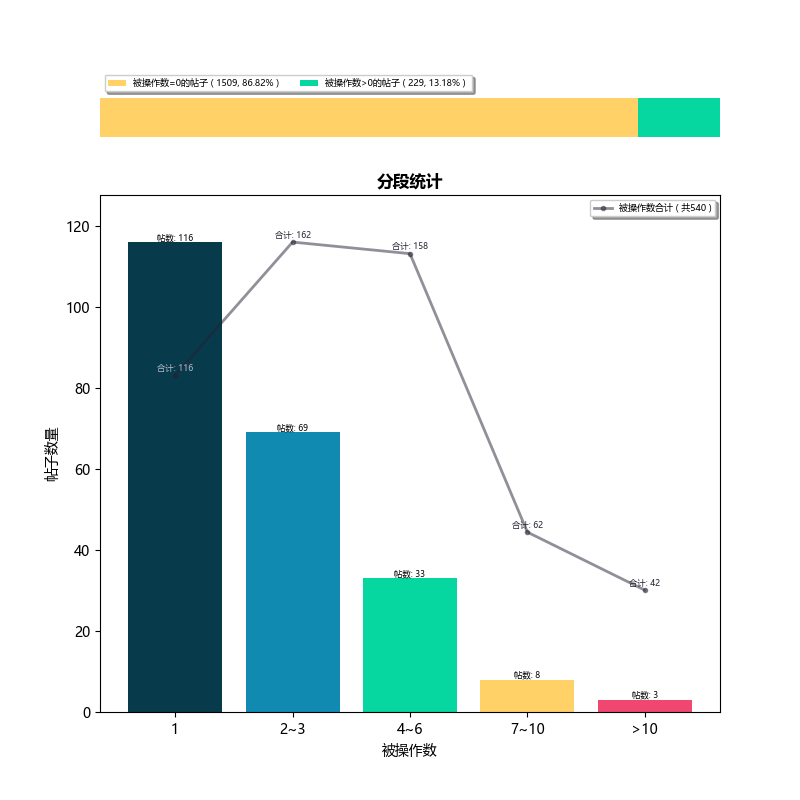 被操作数=0的帖子 ( 1509, 86.82% ) 被操作数>0的帖子 ( 229, 13.18% )
分段统计
被操作数合计 ( 共540 )
120
100
80
60
40
20
0
帖子数量
帖数: 116
合计: 116
合计: 162
帖数: 69
合计: 158
帖数: 33
合计: 62
帖数: 8
合计: 42
帖数: 3
1 2~3 4~6 7~10 >10
被操作数